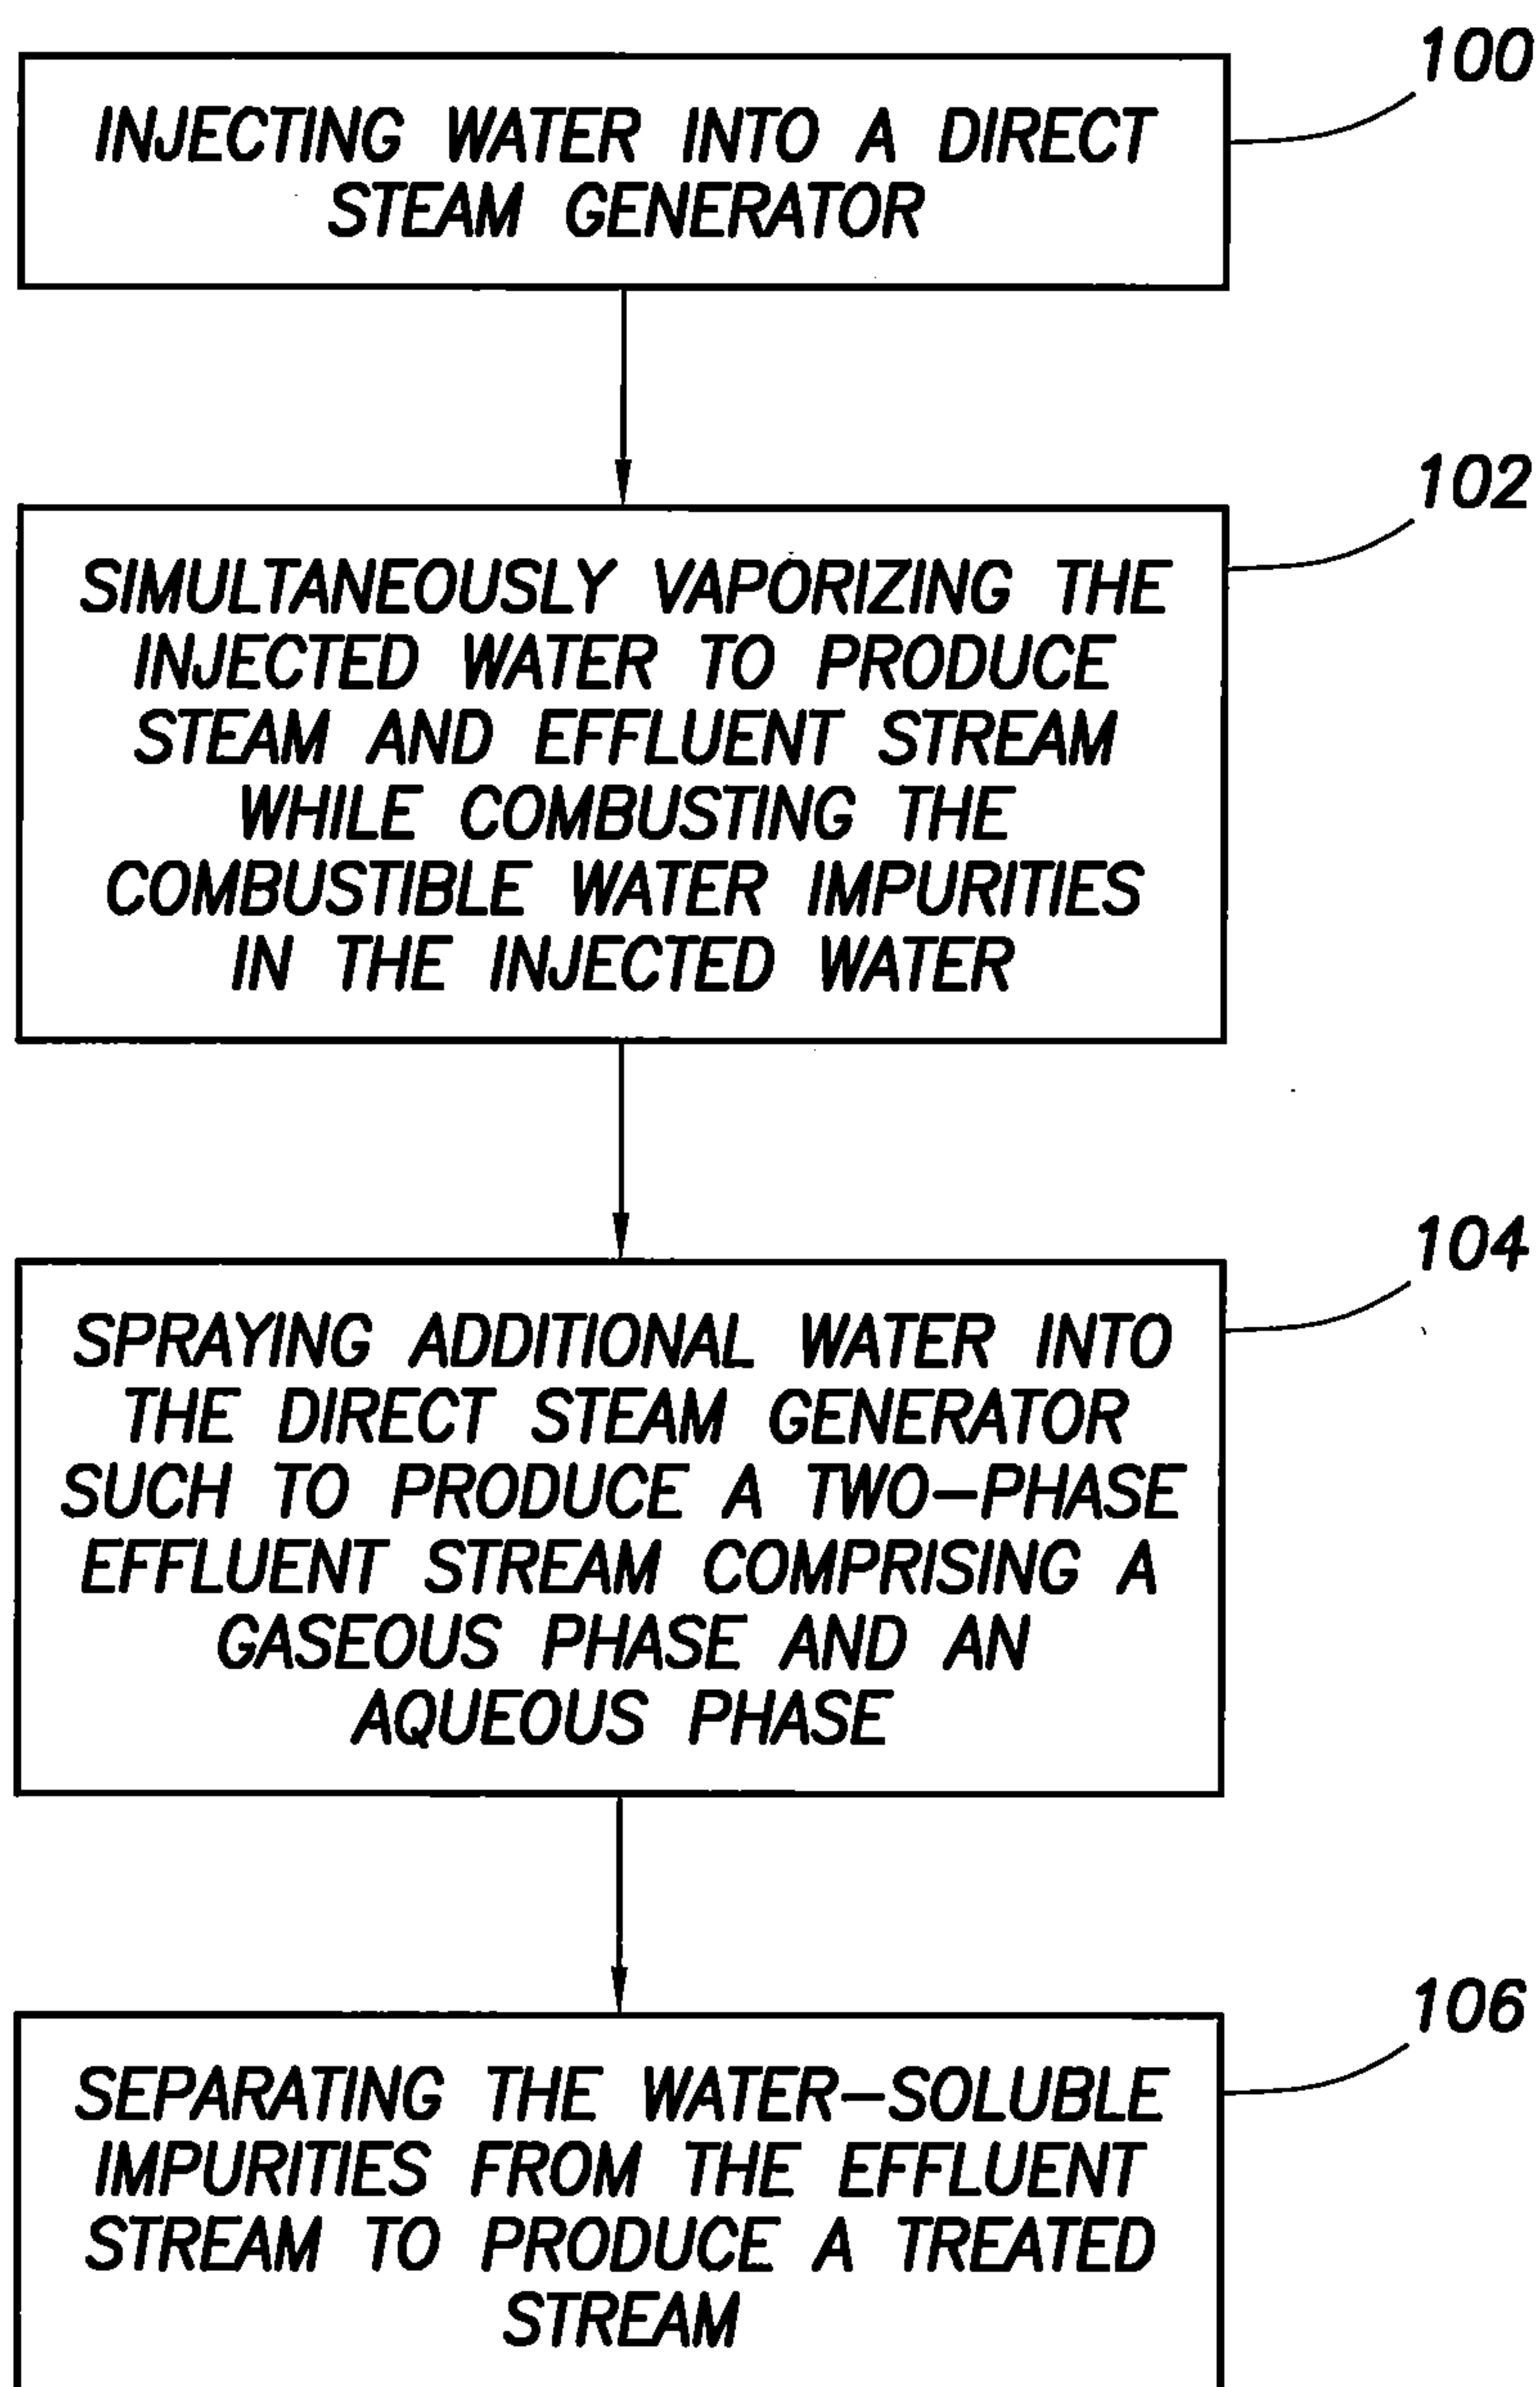 100
INJECTING WATER INTO A DIRECT
STEAM GENERATOR
102
SIMULTANEOUSLY VAPORIZING THE
INJECTED WATER TO PRODUCE
STEAM AND EFFLUENT STREAM
WHILE COMBUSTING THE
COMBUSTIBLE WATER IMPURITIES
IN THE INJECTED WATER
104
SPRAYING ADDITIONAL WATER INTO
THE DIRECT STEAM GENERATOR
SUCH TO PRODUCE A TWO-PHASE
EFFLUENT STREAM COMPRISING A
GASEOUS PHASE AND AN
AQUEOUS PHASE
106
SEPARATING THE WATER-SOLUBLE
IMPURITIES FROM THE EFFLUENT
STREAM TO PRODUCE A TREATED
STREAM